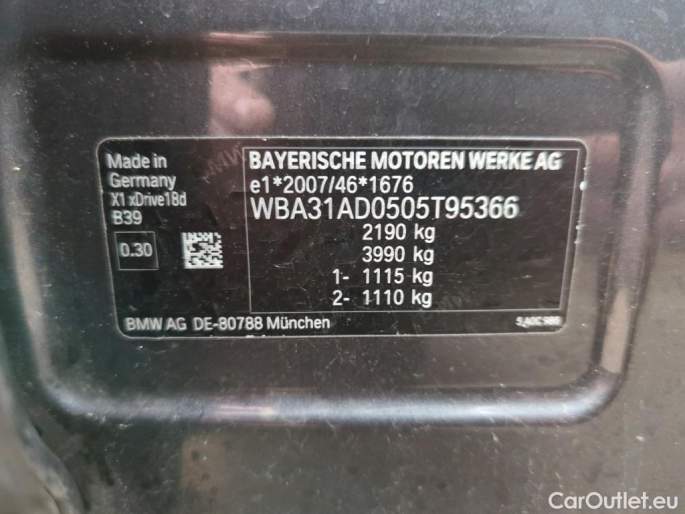 Made in
Germany
X1 xDrive18d
B39
0.30
BAYERISCHE MOTOREN WERKE AG
e1*2007/46*1676
WBA31AD0505T95366
2190 kg
3990 kg
1- 1115 kg
2- 1110 kg
BMW AG DE-80788 München
CarOutlet.eu